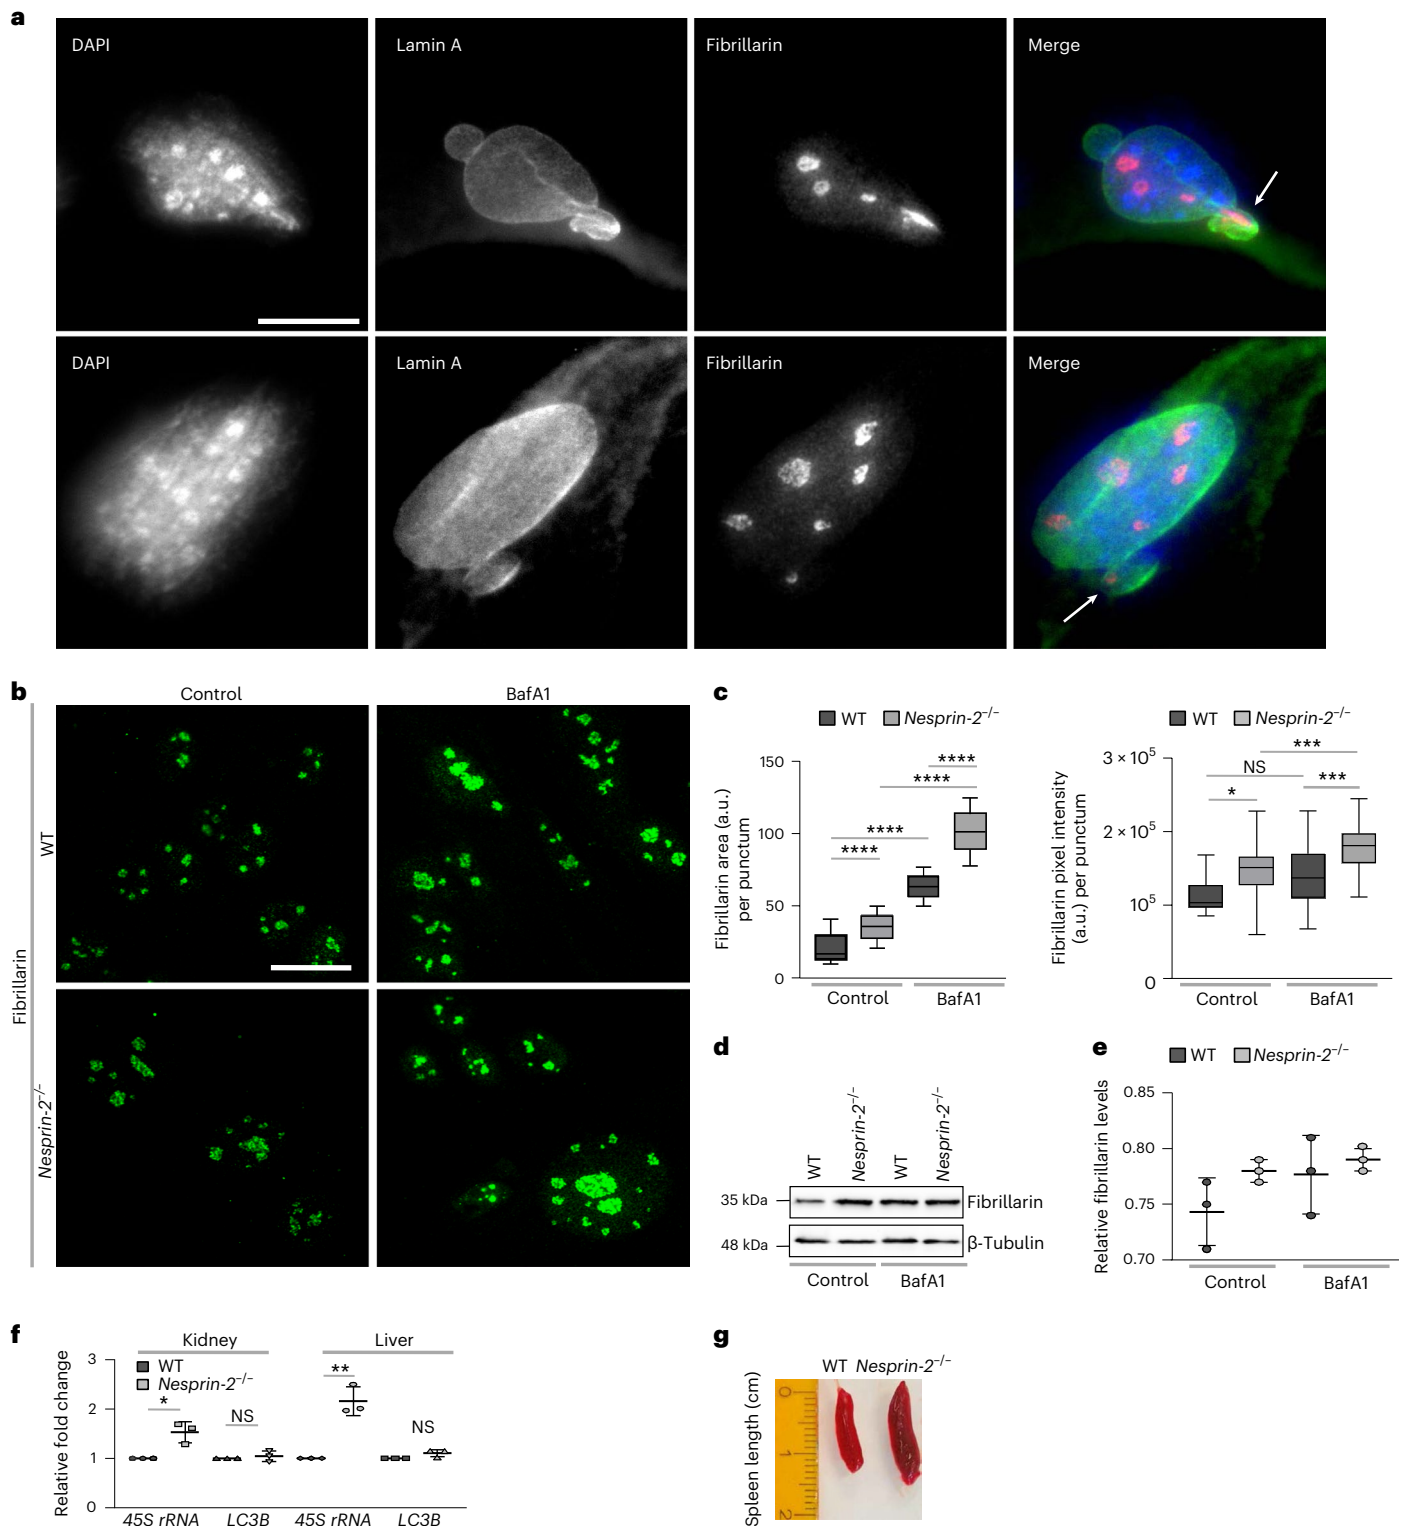 a
DAPI
Lamin A
Fibrillarin
Merge
DAPI
Lamin A
Fibrillarin
Merge
b
Control
BafA1
Fibrillarin
WT
Nesprin-2⁻/⁻
c
WT
Nesprin-2⁻/⁻
Fibrillarin area (a.u.)
per punctum
150
100
50
0
****
****
****
****
Control
BafA1
WT
Nesprin-2⁻/⁻
Fibrillarin pixel intensity
(a.u.) per punctum
3 × 10⁵
2 × 10⁵
10⁵
0
***
NS
***
*
Control
BafA1
d
WT
Nesprin-2⁻/⁻
WT
Nesprin-2⁻/⁻
35 kDa
Fibrillarin
48 kDa
β-Tubulin
Control
BafA1
e
WT
Nesprin-2⁻/⁻
Relative fibrillarin levels
0.85
0.80
0.75
0.70
Control
BafA1
f
Kidney
Liver
Relative fold change
3
2
1
0
WT
Nesprin-2⁻/⁻
*
NS
**
NS
45S rRNA
LC3B
45S rRNA
LC3B
g
WT
Nesprin-2⁻/⁻
Spleen length (cm)
0
1
2